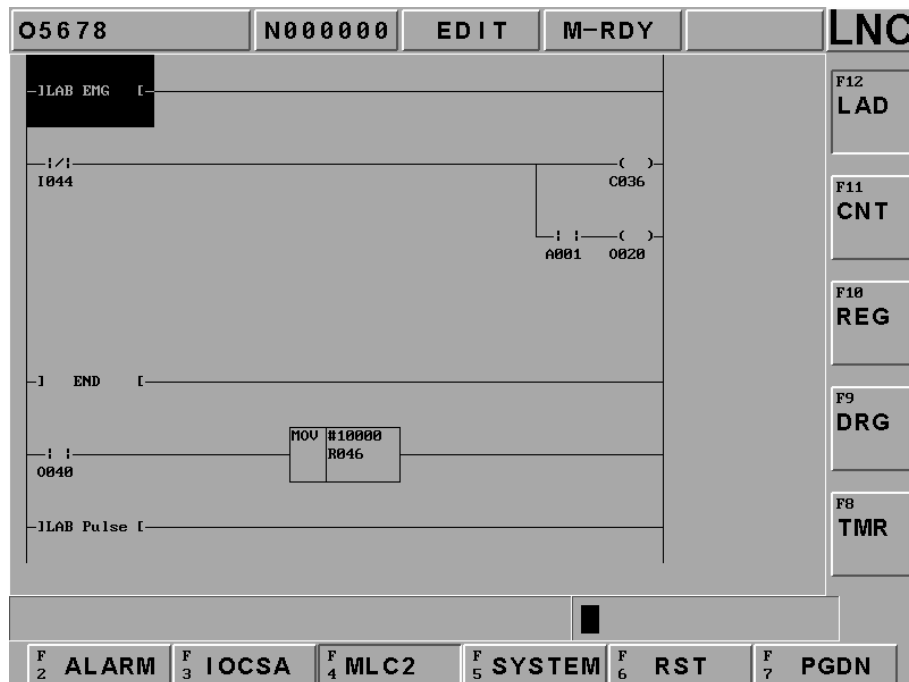 O5678 N000000 EDIT M-RDY LNC
-]LAB EMG [-
F12
LAD
I044
C036
A001 O020
F11
CNT
F10
REG
-] END [-
F9
DRG
MOV #10000
R046
O040
-]LAB Pulse [-
F8
TMR
F2 ALARM F3 IOCSA F4 MLC2 F5 SYSTEM F6 RST F7 PGDN